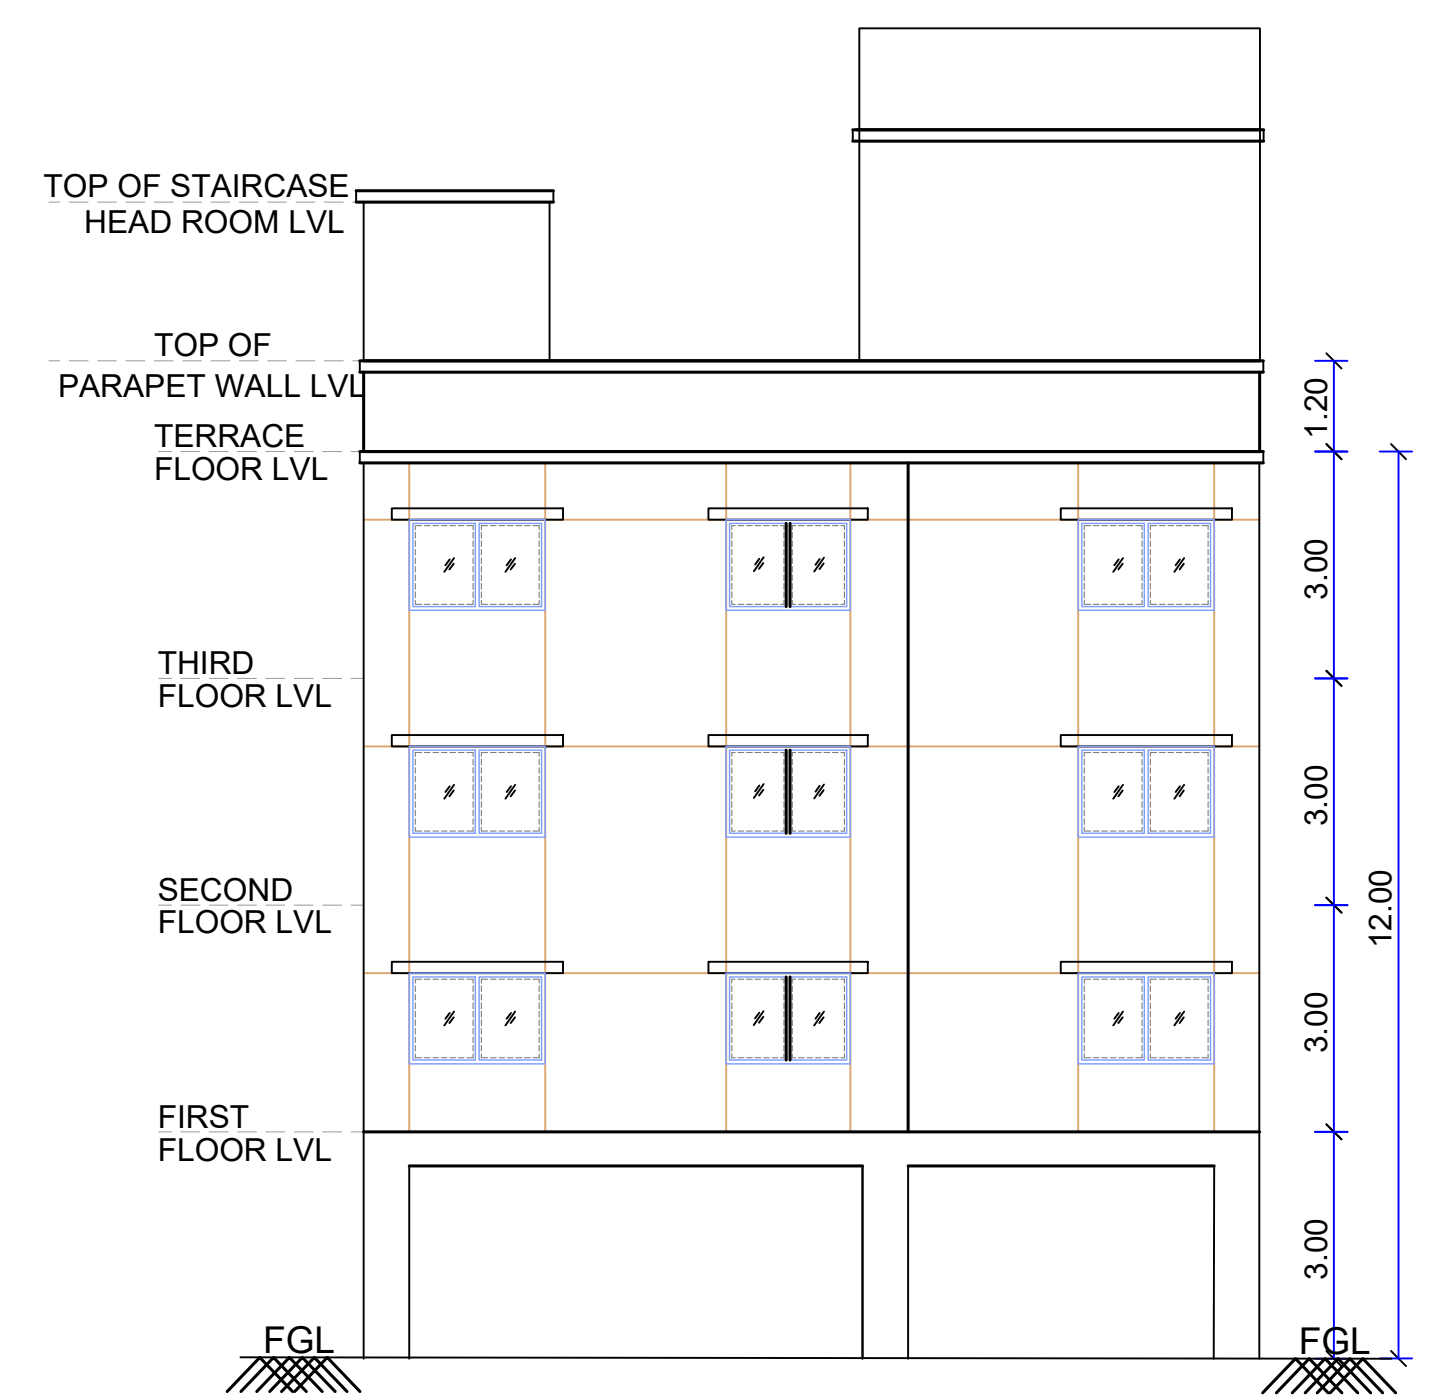 TOP OF STAIRCASE
HEAD ROOM LVL
TOP OF
PARAPET WALL LVL
1.20
TERRACE
FLOOR LVL
3.00
THIRD
FLOOR LVL
3.00
12.00
SECOND
FLOOR LVL
3.00
FIRST
FLOOR LVL
3.00
FGL
FGL